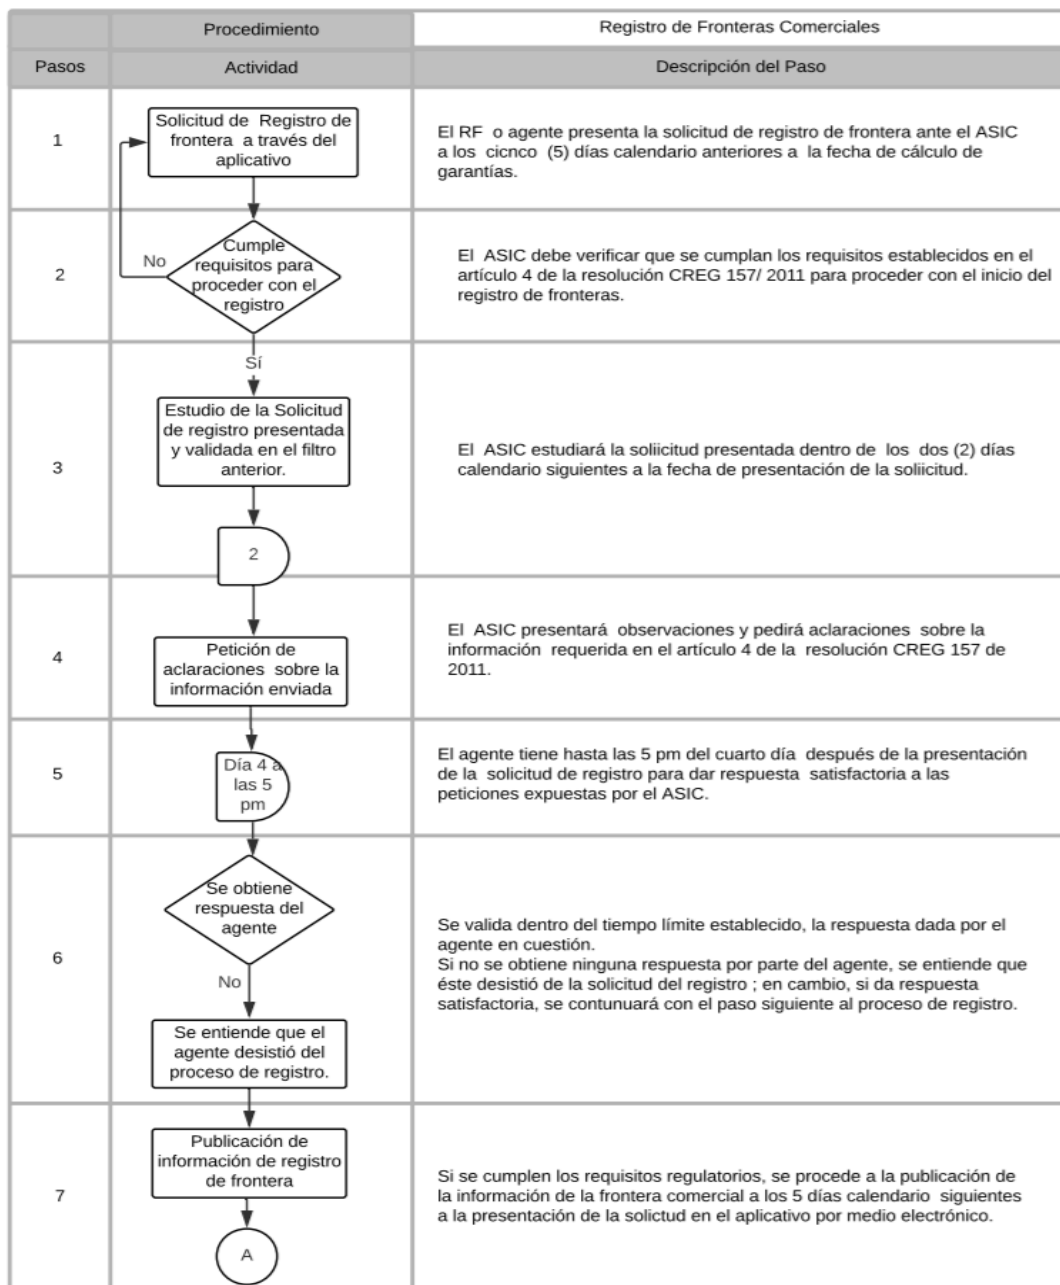 Procedimiento
Registro de Fronteras Comerciales
Pasos
Actividad
Descripción del Paso
1
Solicitud de Registro de
frontera a través del
aplicativo
El RF o agente presenta la solicitud de registro de frontera ante el ASIC
a los cicnco (5) días calendario anteriores a la fecha de cálculo de
garantías.
2
No
Cumple
requisitos para
proceder con el
registro
El ASIC debe verificar que se cumplan los requisitos establecidos en el
artículo 4 de la resolución CREG 157/ 2011 para proceder con el inicio del
registro de fronteras.
Sí
3
Estudio de la Solicitud
de registro presentada
y validada en el filtro
anterior.
2
El ASIC estudiará la soliicitud presentada dentro de los dos (2) días
calendario siguientes a la fecha de presentación de la soliicitud.
4
Petición de
aclaraciones sobre la
información enviada
El ASIC presentará observaciones y pedirá aclaraciones sobre la
información requerida en el artículo 4 de la resolución CREG 157 de
2011.
5
Día 4 a
las 5
pm
El agente tiene hasta las 5 pm del cuarto día después de la presentación
de la solicitud de registro para dar respuesta satisfactoria a las
peticiones expuestas por el ASIC.
6
Se obtiene
respuesta del
agente
No
Se entiende que el
agente desistió del
proceso de registro.
Se valida dentro del tiempo límite establecido, la respuesta dada por el
agente en cuestión.
Si no se obtiene ninguna respuesta por parte del agente, se entiende que
éste desistió de la solicitud del registro ; en cambio, si da respuesta
satisfactoria, se contunuará con el paso siguiente al proceso de registro.
7
Publicación de
información de registro
de frontera
A
Si se cumplen los requisitos regulatorios, se procede a la publicación de
la información de la frontera comercial a los 5 días calendario siguientes
a la presentación de la solictud en el aplicativo por medio electrónico.